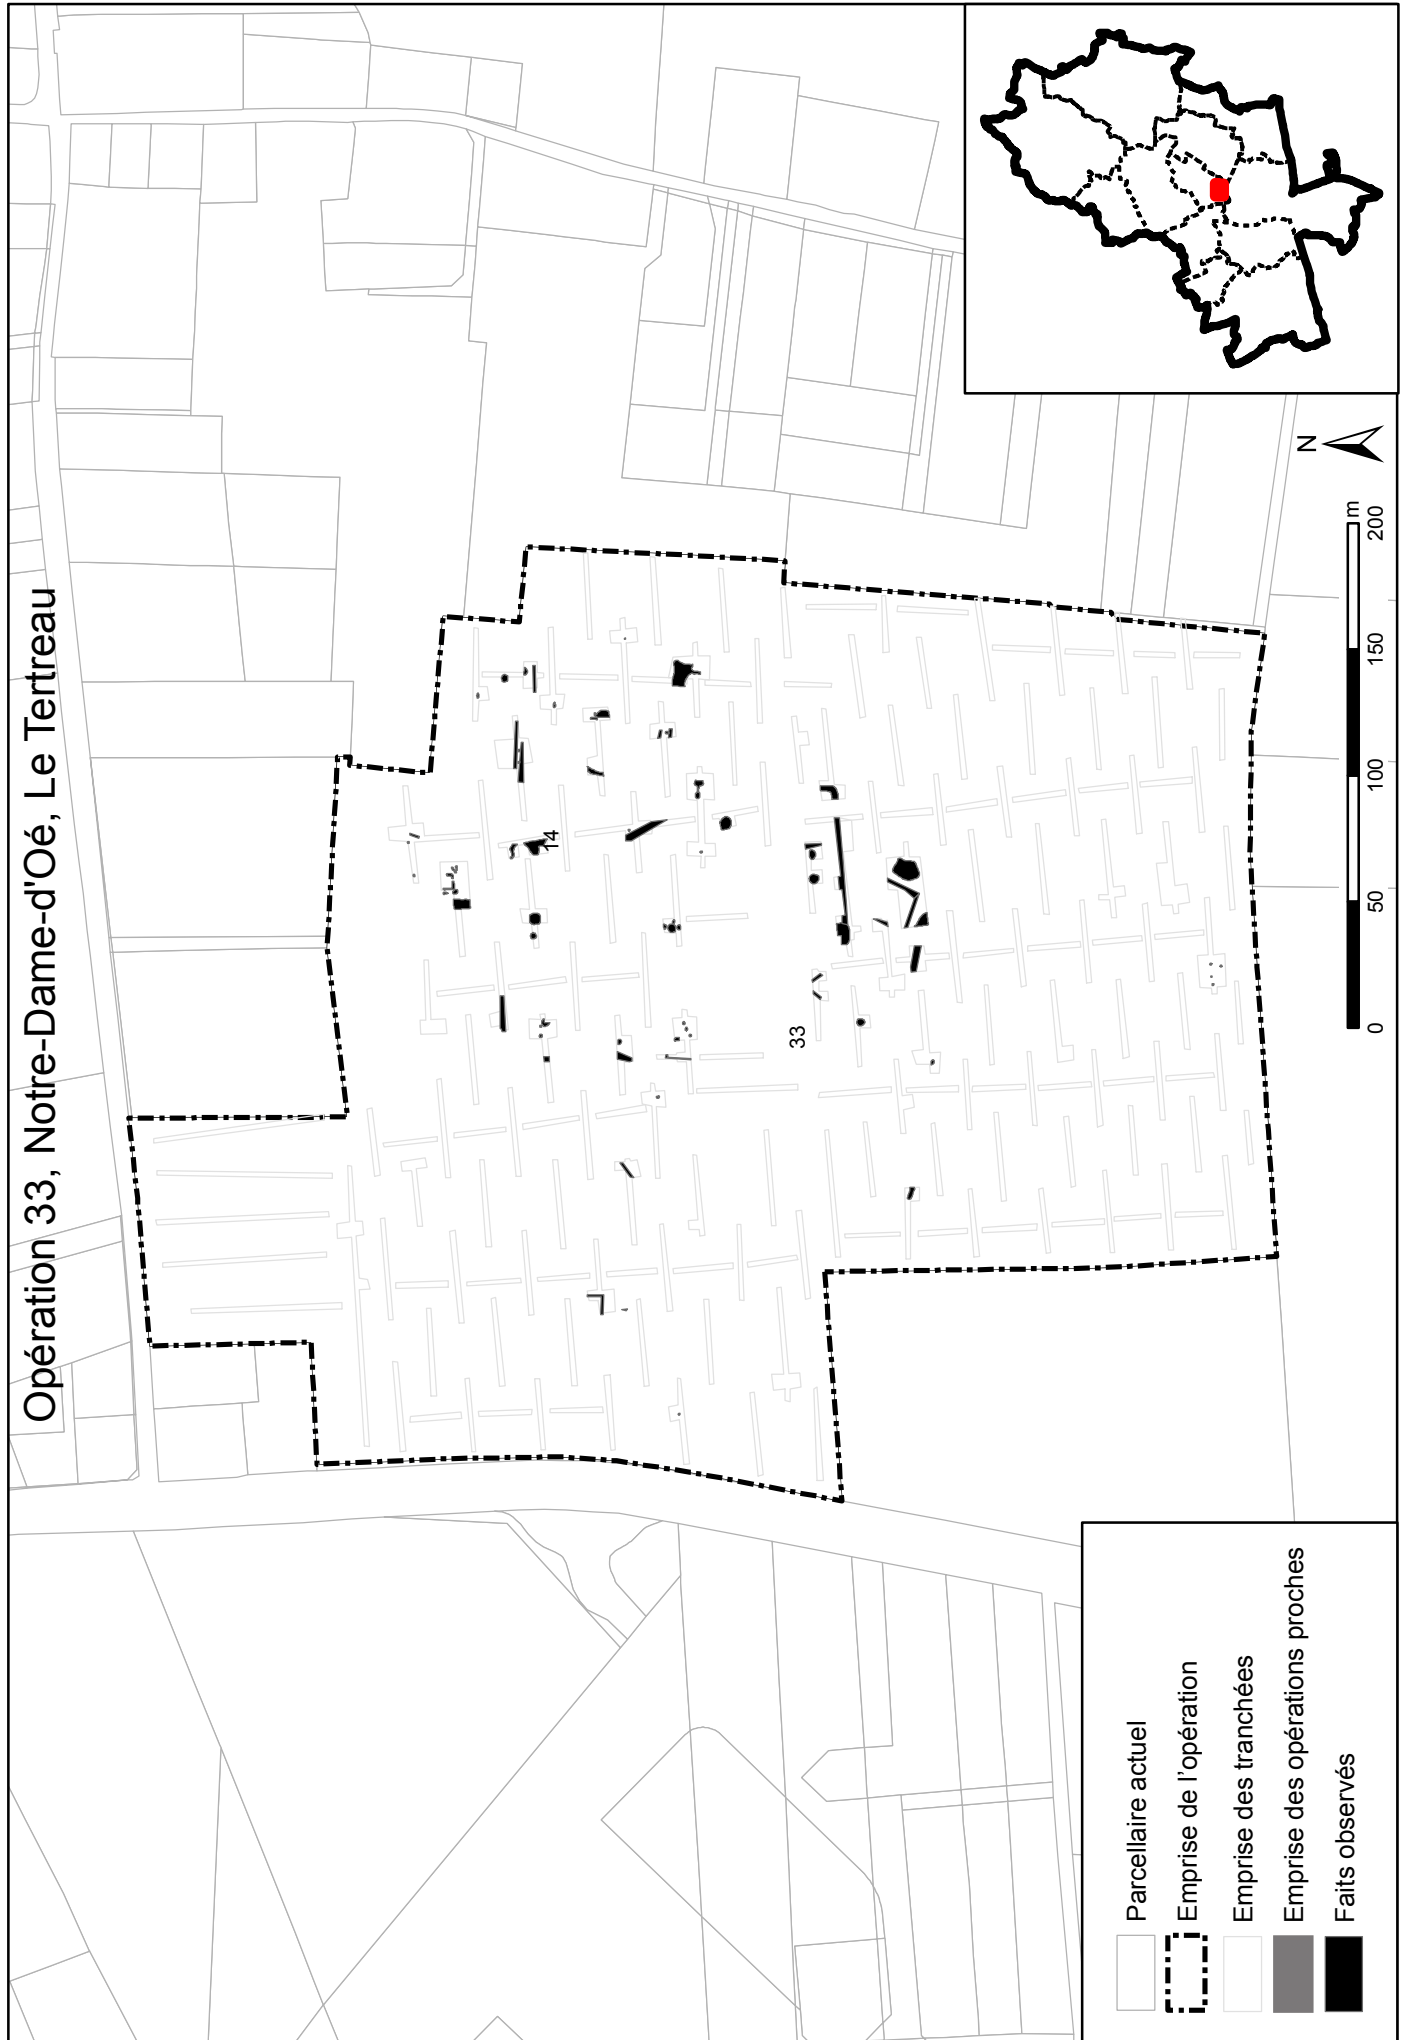 Opération 33, Notre-Dame-d'Oé, Le Tertreau
14
33
N
0 50 100 150 200
m
Parcellaire actuel
Emprise de l'opération
Emprise des tranchées
Emprise des opérations proches
Faits observés